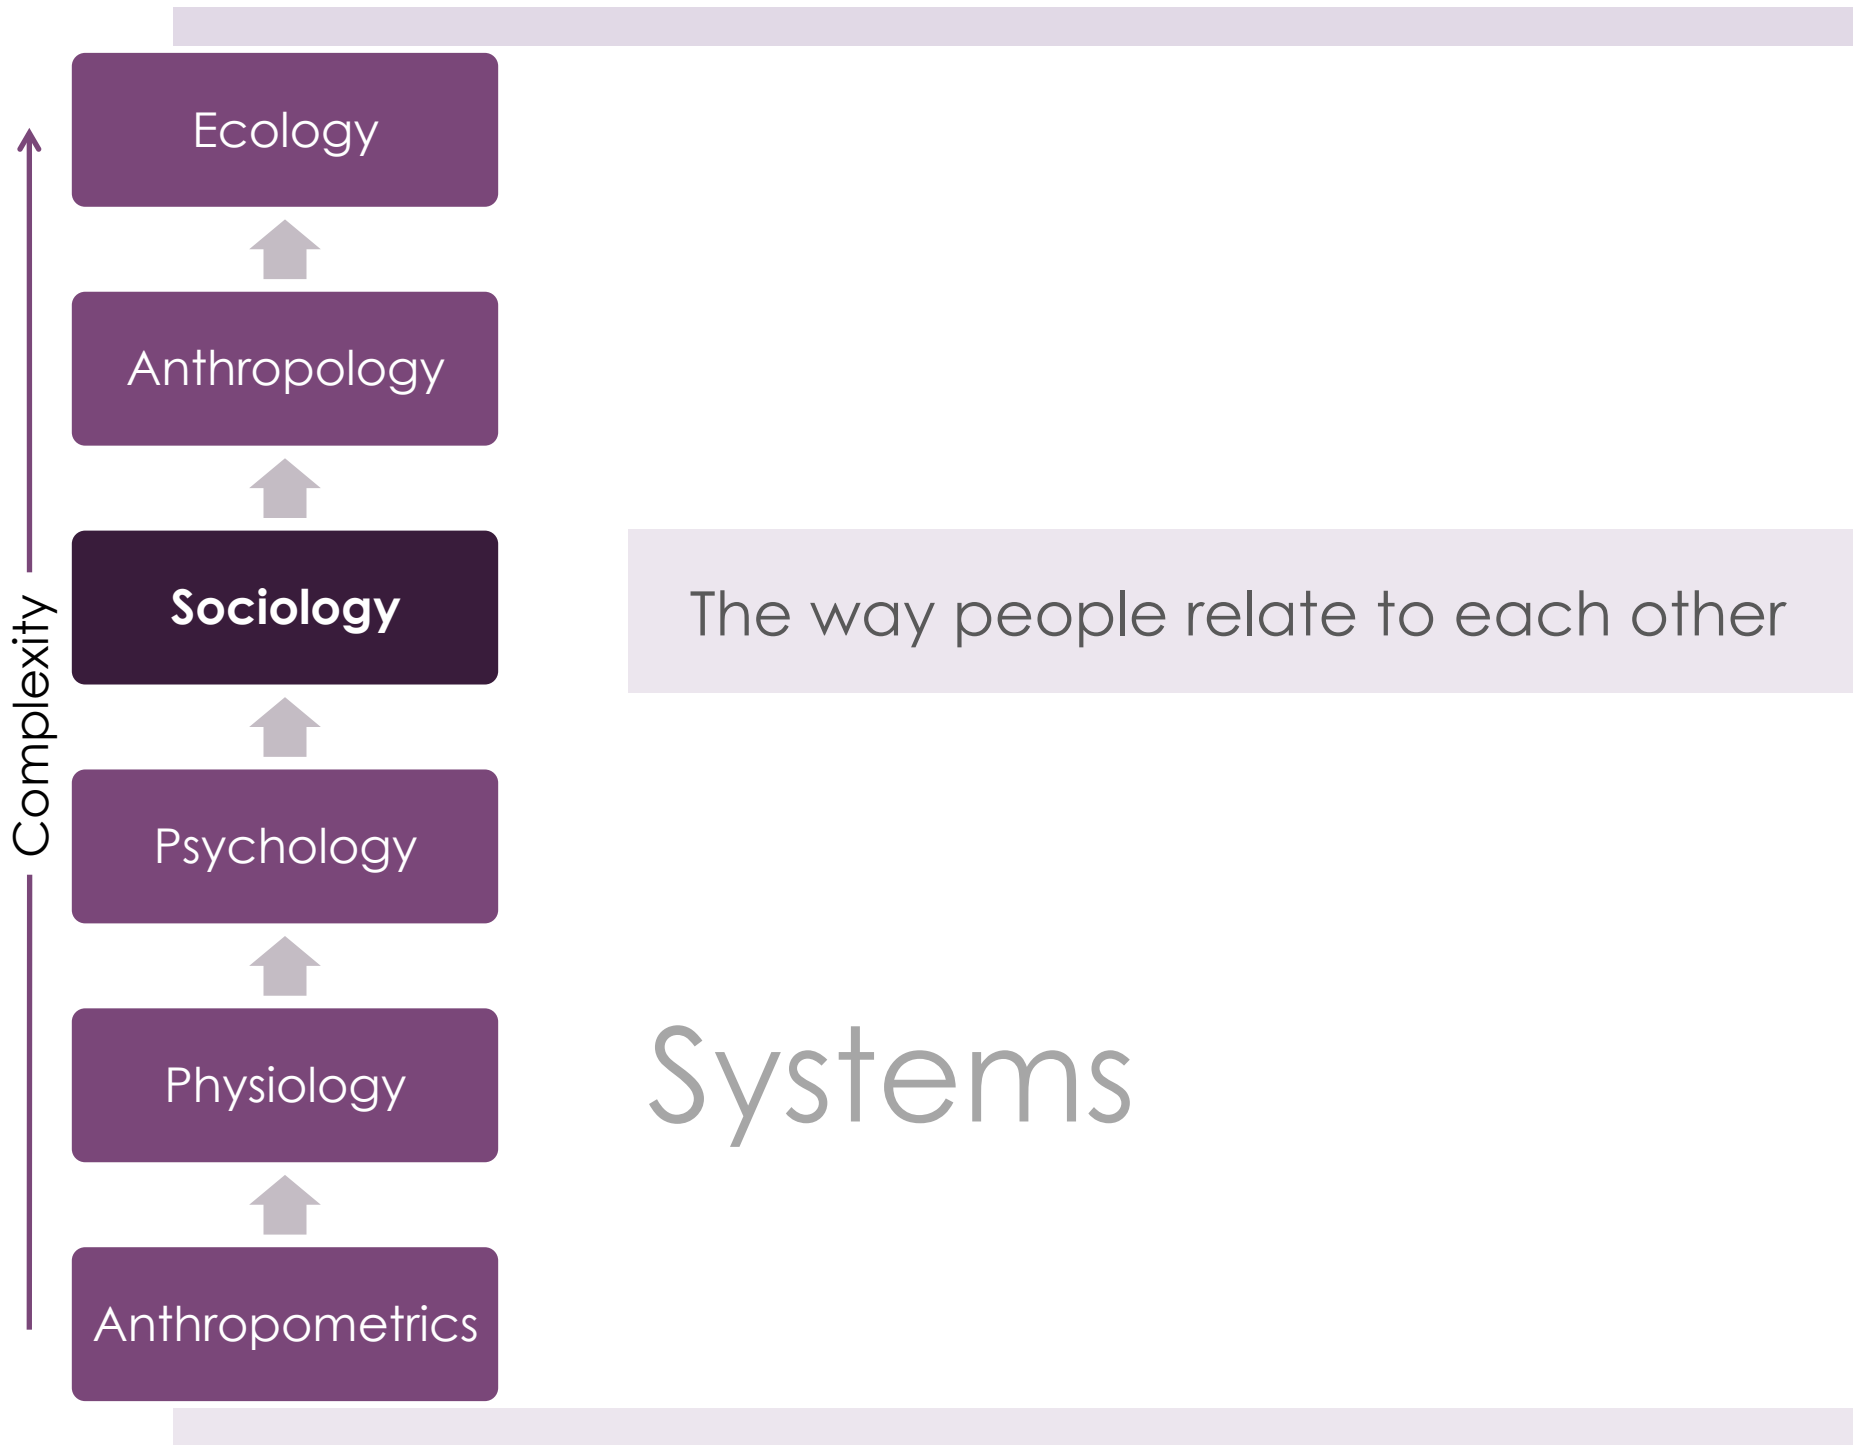 Ecology
Anthropology
Sociology
The way people relate to each other
Complexity
Psychology
Physiology
Systems
Anthropometrics